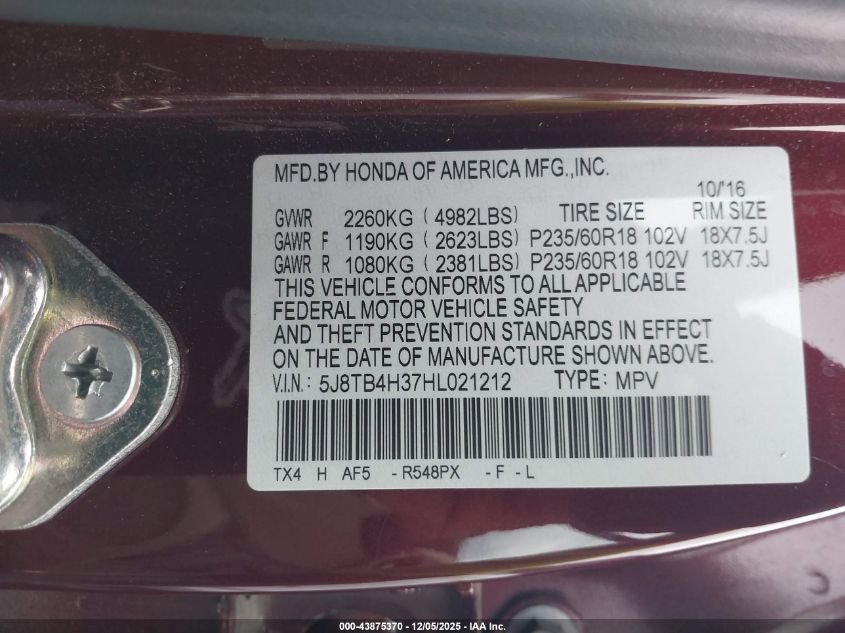 MFD.BY HONDA OF AMERICA MFG.,INC.
10/'16
GVWR 2260KG ( 4982LBS) TIRE SIZE RIM SIZE
GAWR F 1190KG ( 2623LBS) P235/60R18 102V 18X7.5J
GAWR R 1080KG ( 2381LBS) P235/60R18 102V 18X7.5J
THIS VEHICLE CONFORMS TO ALL APPLICABLE
FEDERAL MOTOR VEHICLE SAFETY
AND THEFT PREVENTION STANDARDS IN EFFECT
ON THE DATE OF MANUFACTURE SHOWN ABOVE.
V.I.N.: 5J8TB4H37HL021212 TYPE: MPV
TX4 H AF5 -R548PX -F -L
000-43875370 - 12/05/2025 - IAA Inc.